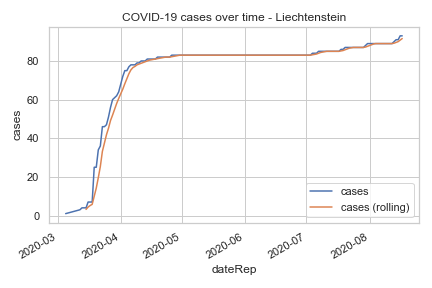 COVID-19 cases over time - Liechtenstein
cases
80
60
40
20
0
cases
cases (rolling)
2020-03
2020-04
2020-05
2020-06
2020-07
2020-08
dateRep